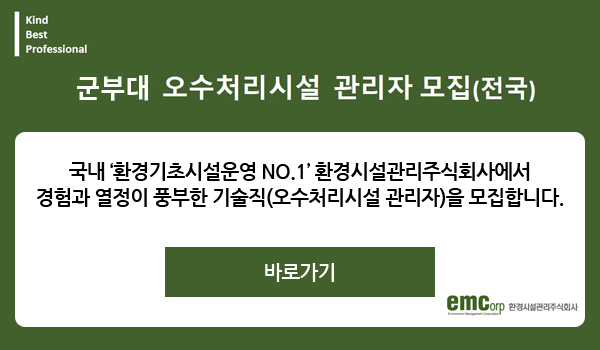 Kind
Best
Professional
군부대 오수처리시설 관리자 모집(전국)
국내 ‘환경기초시설운영 NO.1’ 환경시설관리주식회사에서
경험과 열정이 풍부한 기술직(오수처리시설 관리자)을 모집합니다.
바로가기
emcorp 환경시설관리주식회사
Environment Management Corporation